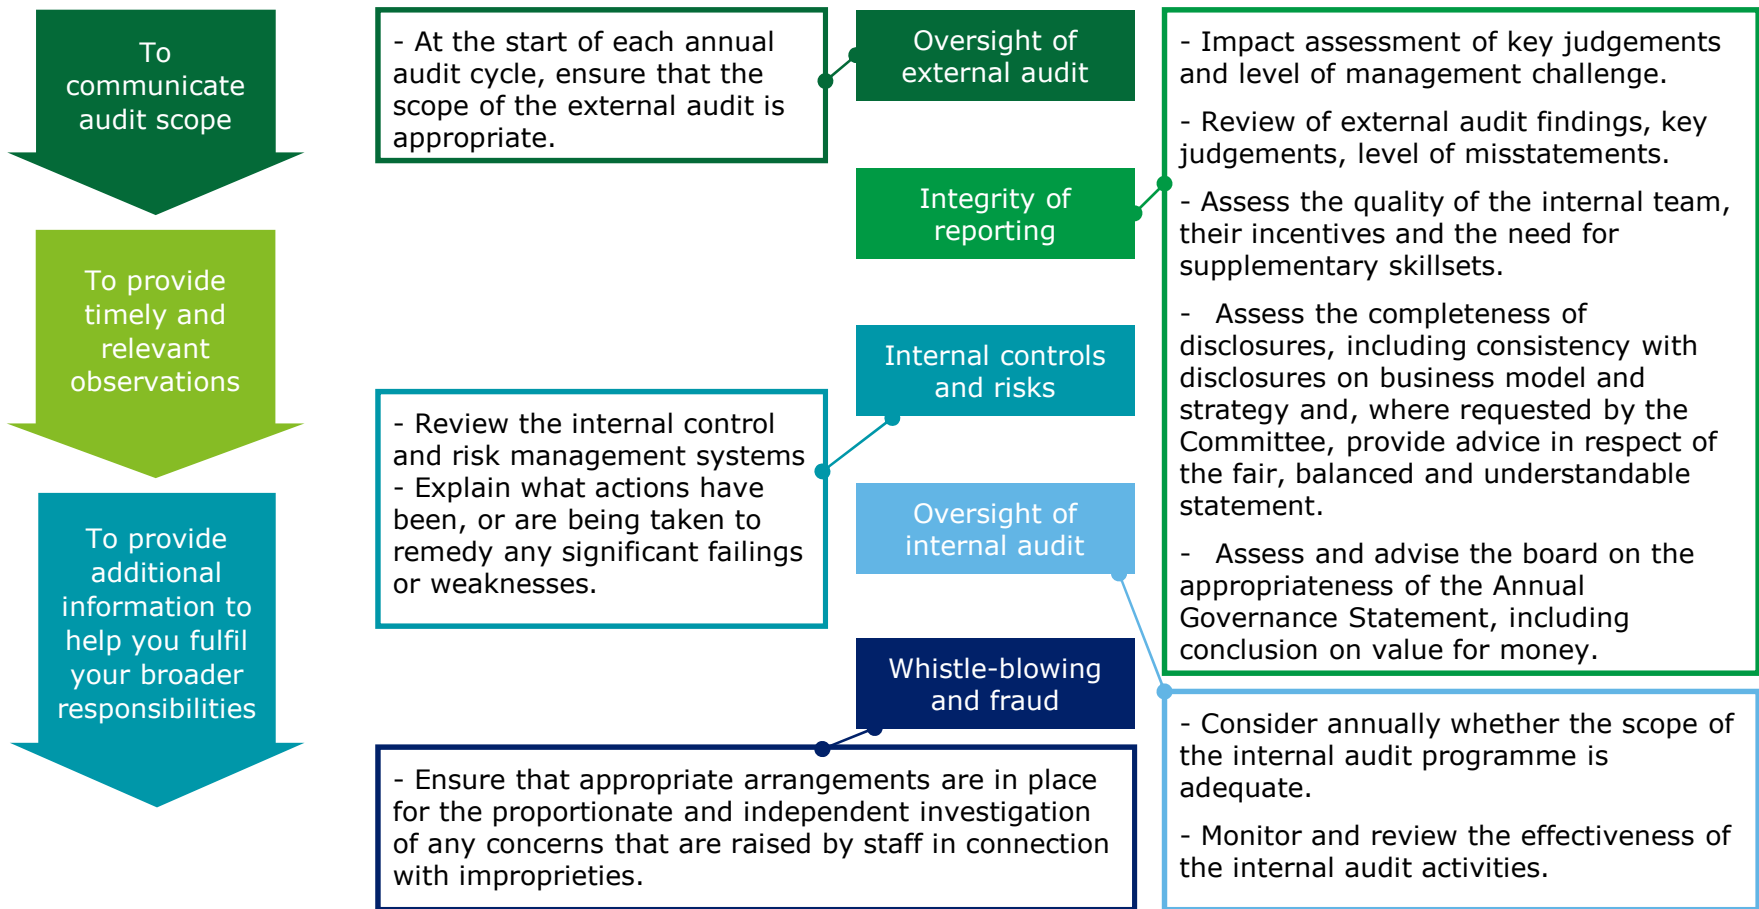 To
communicate
audit scope
To provide
timely and
relevant
observations
To provide
additional
information to
help you fulfil
your broader
responsibilities
- At the start of each annual
audit cycle, ensure that the
scope of the external audit is
appropriate.
Oversight of
external audit
Integrity of
reporting
- Impact assessment of key judgements
and level of management challenge.
- Review of external audit findings, key
judgements, level of misstatements.
- Assess the quality of the internal team,
their incentives and the need for
supplementary skillsets.
- Assess the completeness of
disclosures, including consistency with
disclosures on business model and
strategy and, where requested by the
Committee, provide advice in respect of
the fair, balanced and understandable
statement.
- Assess and advise the board on the
appropriateness of the Annual
Governance Statement, including
conclusion on value for money.
Internal controls
and risks
- Review the internal control
and risk management systems
- Explain what actions have
been, or are being taken to
remedy any significant failings
or weaknesses.
Oversight of
internal audit
- Consider annually whether the scope of
the internal audit programme is
adequate.
- Monitor and review the effectiveness of
the internal audit activities.
Whistle-blowing
and fraud
- Ensure that appropriate arrangements are in place
for the proportionate and independent investigation
of any concerns that are raised by staff in connection
with improprieties.